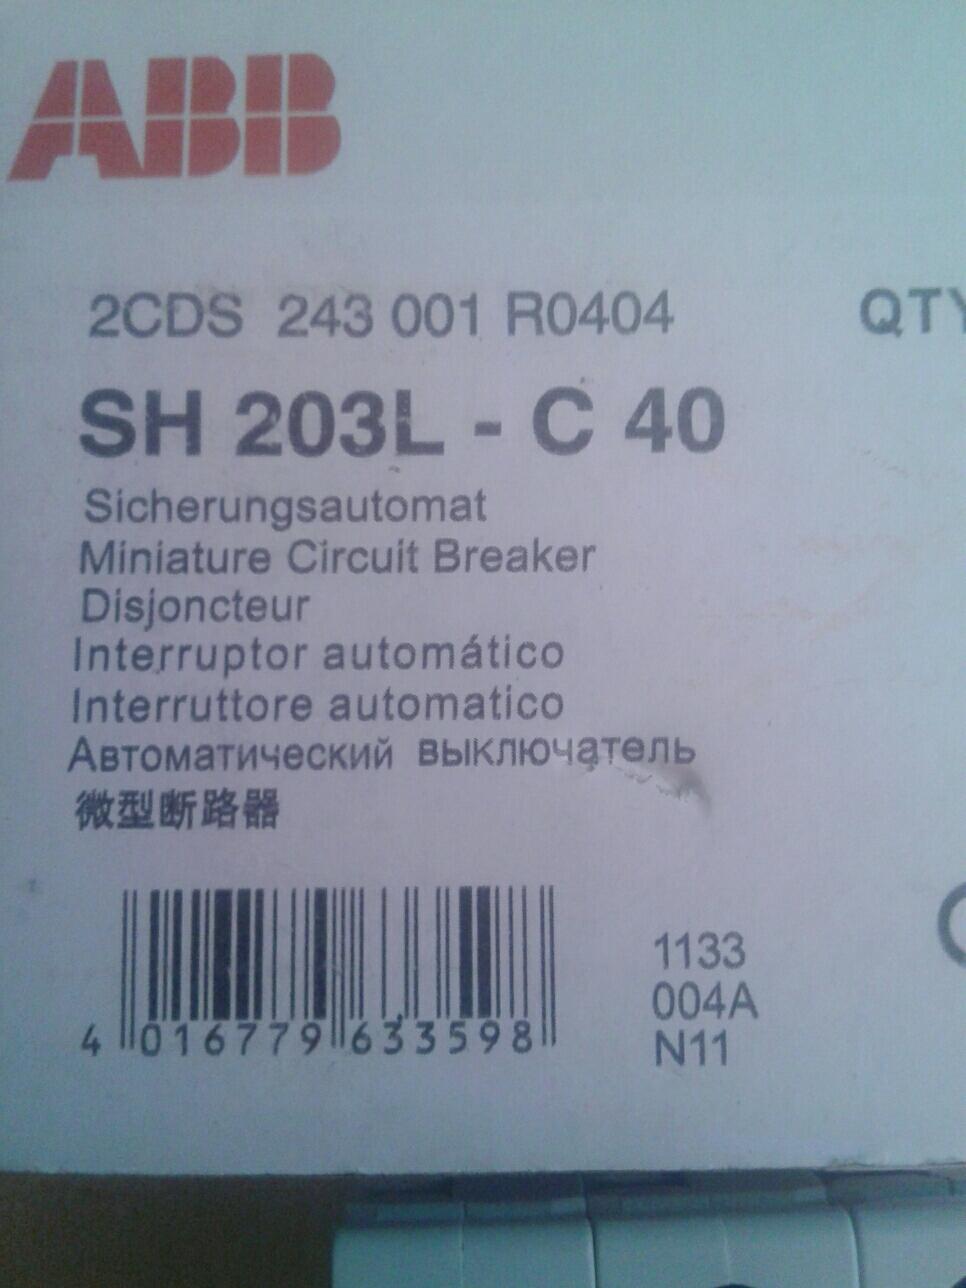 ABB
2CDS 243 001 R0404 QTY
SH 203L - C 40
Sicherungsautomat
Miniature Circuit Breaker
Disjoncteur
Interruptor automático
Interruttore automatico
Автоматический выключатель
微型断路器
4 016779 633598
1133
004A
N11